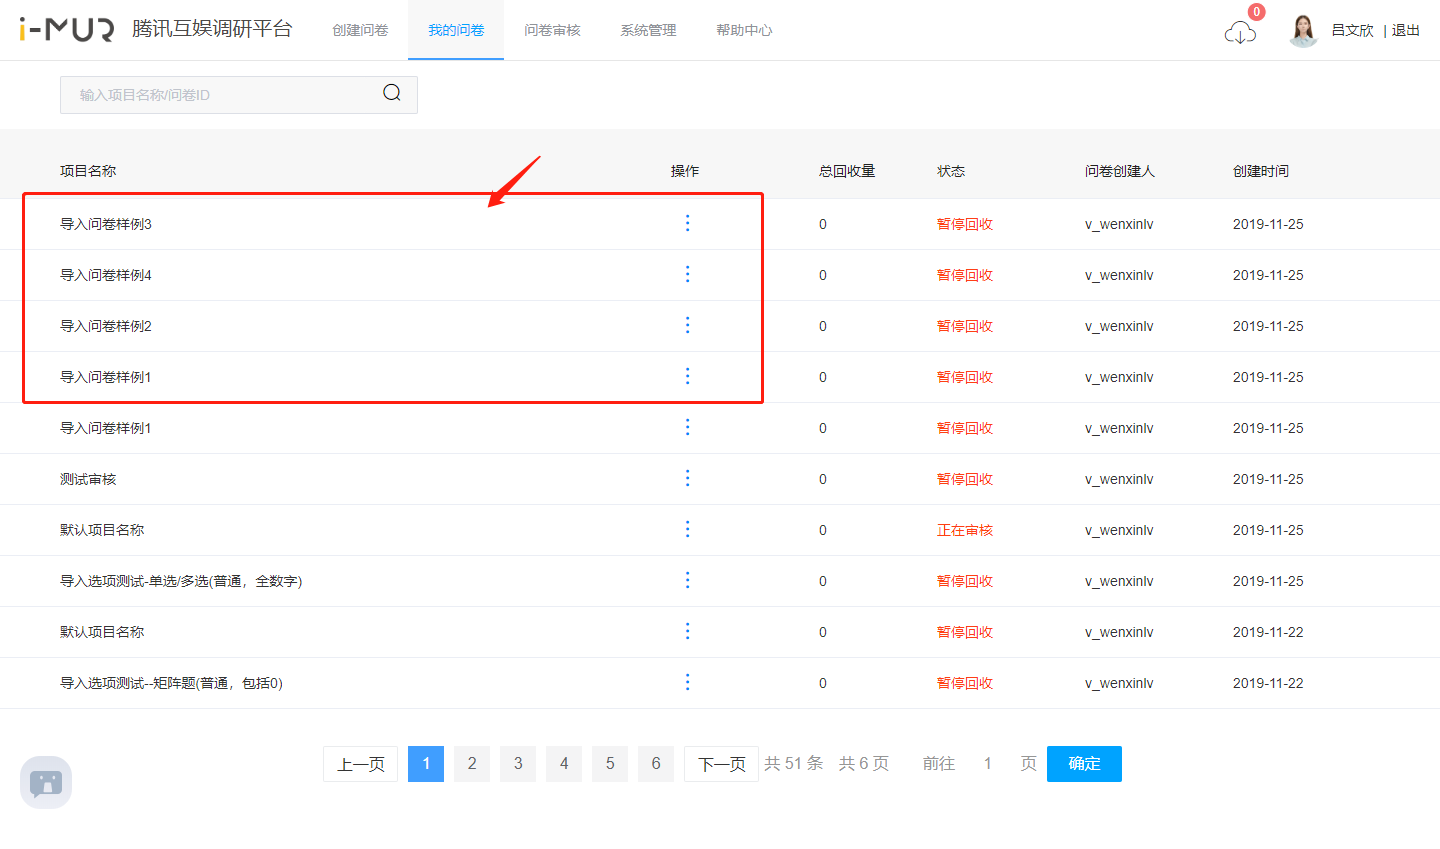 i-MUR 腾讯互娱调研平台 创建问卷 我的问卷 问卷审核 系统管理 帮助中心 0 吕文欣 | 退出
输入项目名称/问卷ID
项目名称 操作 总回收量 状态 问卷创建人 创建时间
导入问卷样例3 0 暂停回收 v_wenxinlv 2019-11-25
导入问卷样例4 0 暂停回收 v_wenxinlv 2019-11-25
导入问卷样例2 0 暂停回收 v_wenxinlv 2019-11-25
导入问卷样例1 0 暂停回收 v_wenxinlv 2019-11-25
导入问卷样例1 0 暂停回收 v_wenxinlv 2019-11-25
测试审核 0 暂停回收 v_wenxinlv 2019-11-25
默认项目名称 0 正在审核 v_wenxinlv 2019-11-25
导入选项测试-单选/多选(普通，全数字) 0 暂停回收 v_wenxinlv 2019-11-25
默认项目名称 0 暂停回收 v_wenxinlv 2019-11-22
导入选项测试--矩阵题(普通，包括0) 0 暂停回收 v_wenxinlv 2019-11-22
上一页 1 2 3 4 5 6 下一页 共 51 条 共 6 页 前往 1 页 确定